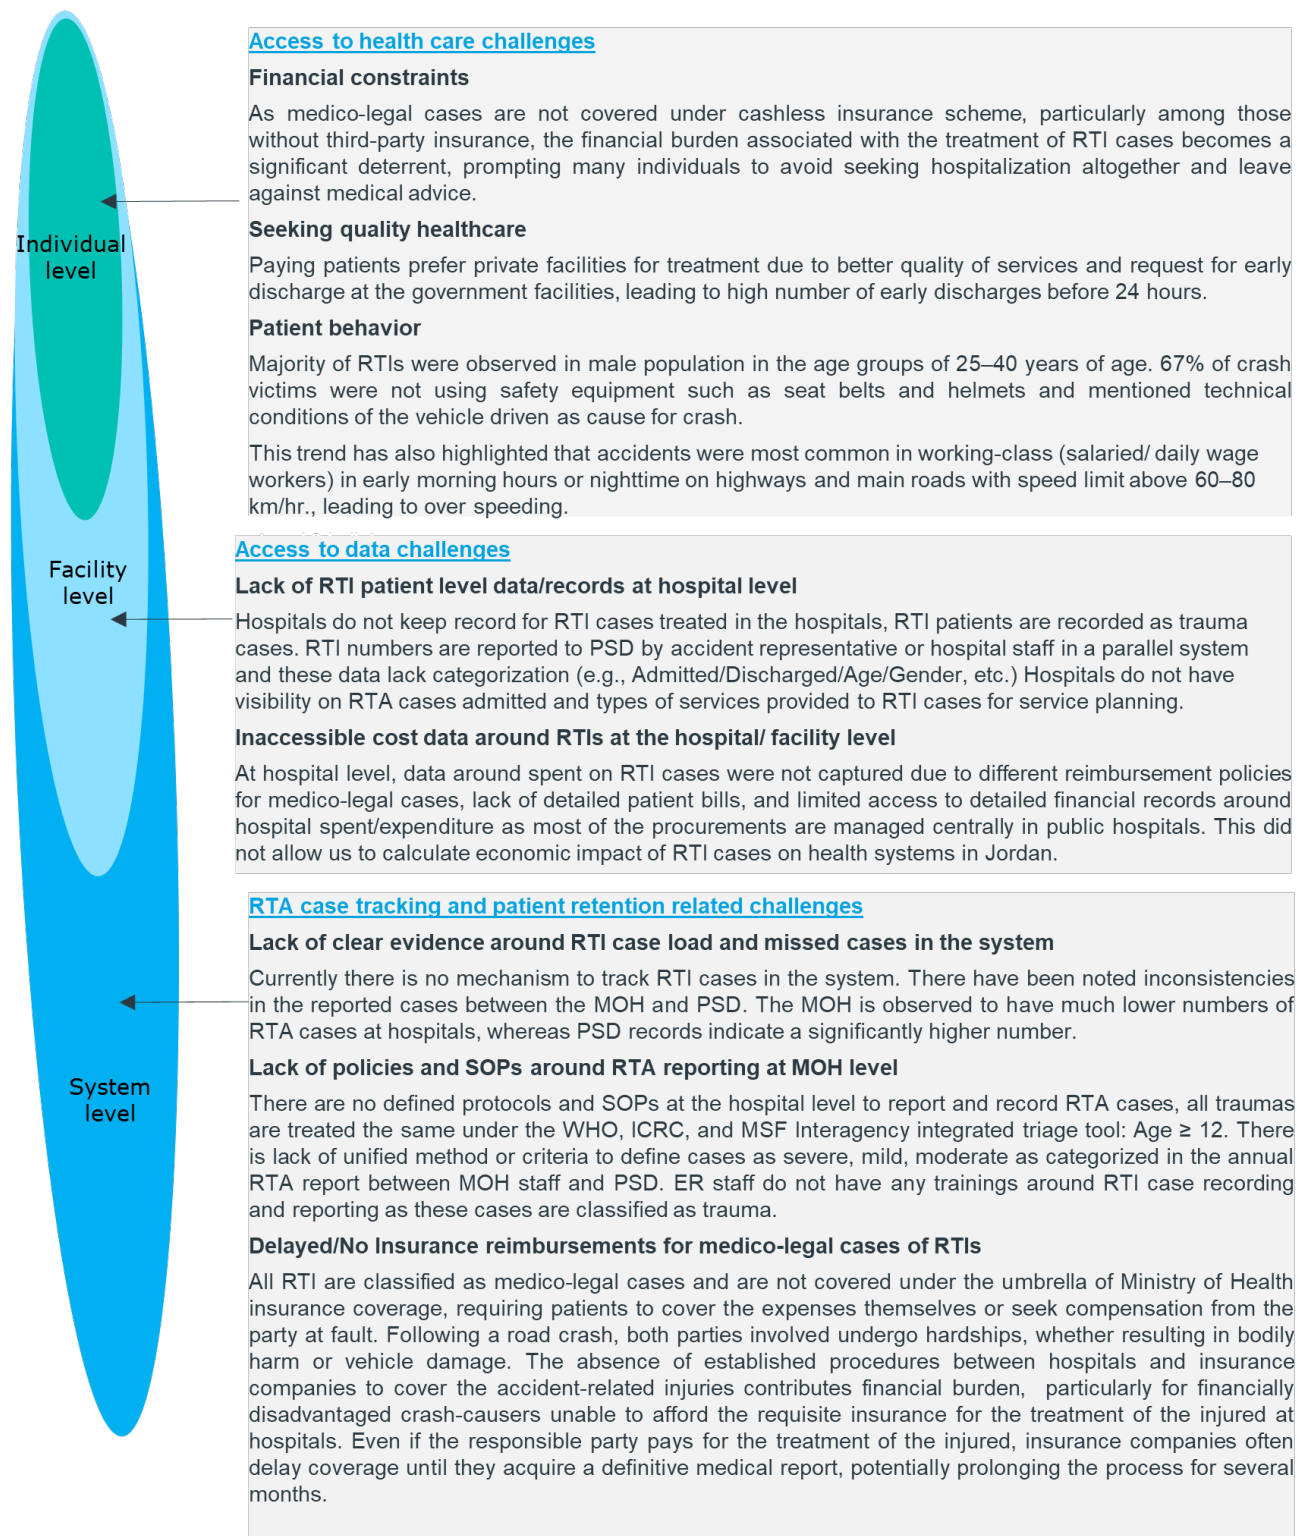 Access to health care challenges
Financial constraints
As medico-legal cases are not covered under cashless insurance scheme, particularly among those
without third-party insurance, the financial burden associated with the treatment of RTI cases becomes a
significant deterrent, prompting many individuals to avoid seeking hospitalization altogether and leave
against medical advice.
Seeking quality healthcare
Paying patients prefer private facilities for treatment due to better quality of services and request for early
discharge at the government facilities, leading to high number of early discharges before 24 hours.
Patient behavior
Majority of RTIs were observed in male population in the age groups of 25–40 years of age. 67% of crash
victims were not using safety equipment such as seat belts and helmets and mentioned technical
conditions of the vehicle driven as cause for crash.
This trend has also highlighted that accidents were most common in working-class (salaried/ daily wage
workers) in early morning hours or nighttime on highways and main roads with speed limit above 60–80
km/hr., leading to over speeding.
Individual
level
Access to data challenges
Lack of RTI patient level data/records at hospital level
Hospitals do not keep record for RTI cases treated in the hospitals, RTI patients are recorded as trauma
cases. RTI numbers are reported to PSD by accident representative or hospital staff in a parallel system
and these data lack categorization (e.g., Admitted/Discharged/Age/Gender, etc.) Hospitals do not have
visibility on RTA cases admitted and types of services provided to RTI cases for service planning.
Inaccessible cost data around RTIs at the hospital/ facility level
At hospital level, data around spent on RTI cases were not captured due to different reimbursement policies
for medico-legal cases, lack of detailed patient bills, and limited access to detailed financial records around
hospital spent/expenditure as most of the procurements are managed centrally in public hospitals. This did
not allow us to calculate economic impact of RTI cases on health systems in Jordan.
Facility
level
RTA case tracking and patient retention related challenges
Lack of clear evidence around RTI case load and missed cases in the system
Currently there is no mechanism to track RTI cases in the system. There have been noted inconsistencies
in the reported cases between the MOH and PSD. The MOH is observed to have much lower numbers of
RTA cases at hospitals, whereas PSD records indicate a significantly higher number.
Lack of policies and SOPs around RTA reporting at MOH level
There are no defined protocols and SOPs at the hospital level to report and record RTA cases, all traumas
are treated the same under the WHO, ICRC, and MSF Interagency integrated triage tool: Age ≥ 12. There
is lack of unified method or criteria to define cases as severe, mild, moderate as categorized in the annual
RTA report between MOH staff and PSD. ER staff do not have any trainings around RTI case recording
and reporting as these cases are classified as trauma.
Delayed/No Insurance reimbursements for medico-legal cases of RTIs
All RTI are classified as medico-legal cases and are not covered under the umbrella of Ministry of Health
insurance coverage, requiring patients to cover the expenses themselves or seek compensation from the
party at fault. Following a road crash, both parties involved undergo hardships, whether resulting in bodily
harm or vehicle damage. The absence of established procedures between hospitals and insurance
companies to cover the accident-related injuries contributes financial burden, particularly for financially
disadvantaged crash-causers unable to afford the requisite insurance for the treatment of the injured at
hospitals. Even if the responsible party pays for the treatment of the injured, insurance companies often
delay coverage until they acquire a definitive medical report, potentially prolonging the process for several
months.
System
level